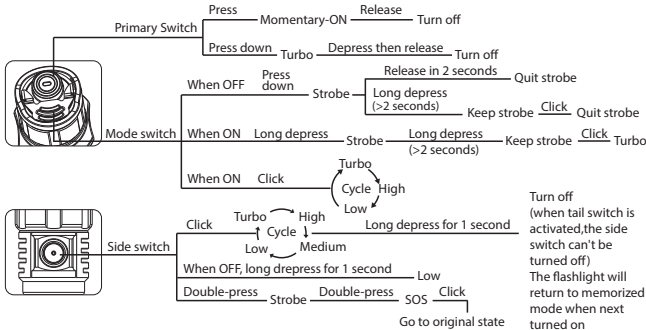 Primary Switch
Press
Momentary-ON
Release
Turn off
Press down
Turbo
Depress then release
Turn off
Mode switch
When OFF
Press
down
Strobe
Release in 2 seconds
Quit strobe
Long depress
(>2 seconds)
Keep strobe
Click
Quit strobe
When ON
Long depress
Strobe
Long depress
(>2 seconds)
Keep strobe
Click
Turbo
When ON
Click
Turbo
Cycle
High
Low
Side switch
Click
Turbo
High
Cycle
Low
Medium
Long depress for 1 second
Turn off
(when tail switch is
activated,the side
switch can't be
turned off)
The flashlight will
return to memorized
mode when next
turned on
When OFF, long drepress for 1 second
Low
Double-press
Strobe
Double-press
SOS
Click
Go to original state